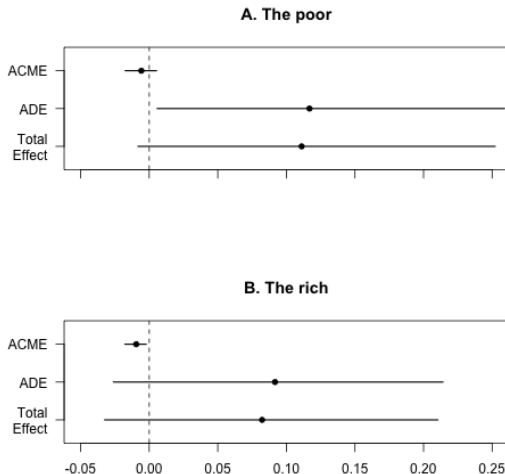 A. The poor
ACME
ADE
Total
Effect
B. The rich
ACME
ADE
Total
Effect
-0.05 0.00 0.05 0.10 0.15 0.20 0.25